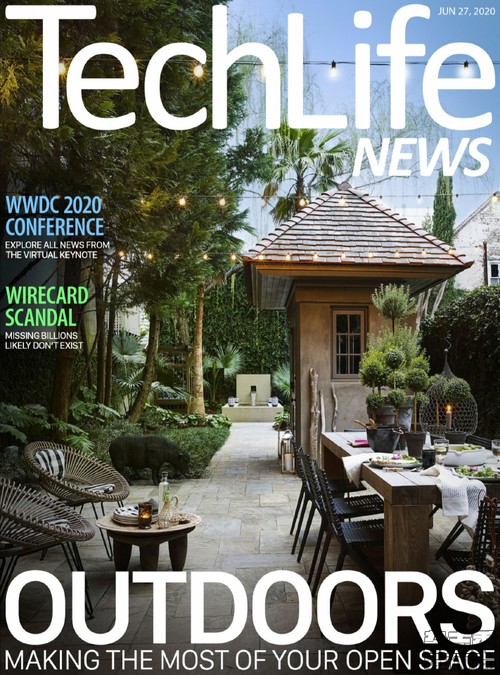 JUN 27, 2020
TechLife
NEWS
WWDC 2020
CONFERENCE
EXPLORE ALL NEWS FROM
THE VIRTUAL KEYNOTE
WIRECARD
SCANDAL
MISSING BILLIONS
LIKELY DON'T EXIST
OUTDOORS
MAKING THE MOST OF YOUR OPEN SPACE